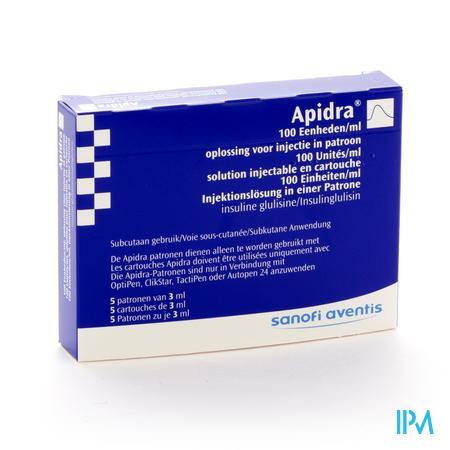 Apidra®
100 Eenheden/ml
oplossing voor injectie in patroon
100 Unités/ml
solution injectable en cartouche
100 Einheiten/ml
Injektionslösung in einer Patrone
insuline glulisine/Insulinglulisin
Subcutaan gebruik/Voie sous-cutanée/Subkutane Anwendung
De Apidra patronen dienen alleen te worden gebruikt met
Les cartouches Apidra doivent être utilisées uniquement avec
Die Apidra-Patronen sind nur in Verbindung mit
OptiPen, ClikStar, TactiPen oder Autopen 24 anzuwenden
5 patronen van 3 ml
5 cartouches de 3 ml
5 Patronen zu je 3 ml
sanofi aventis
Apidra®
IPM